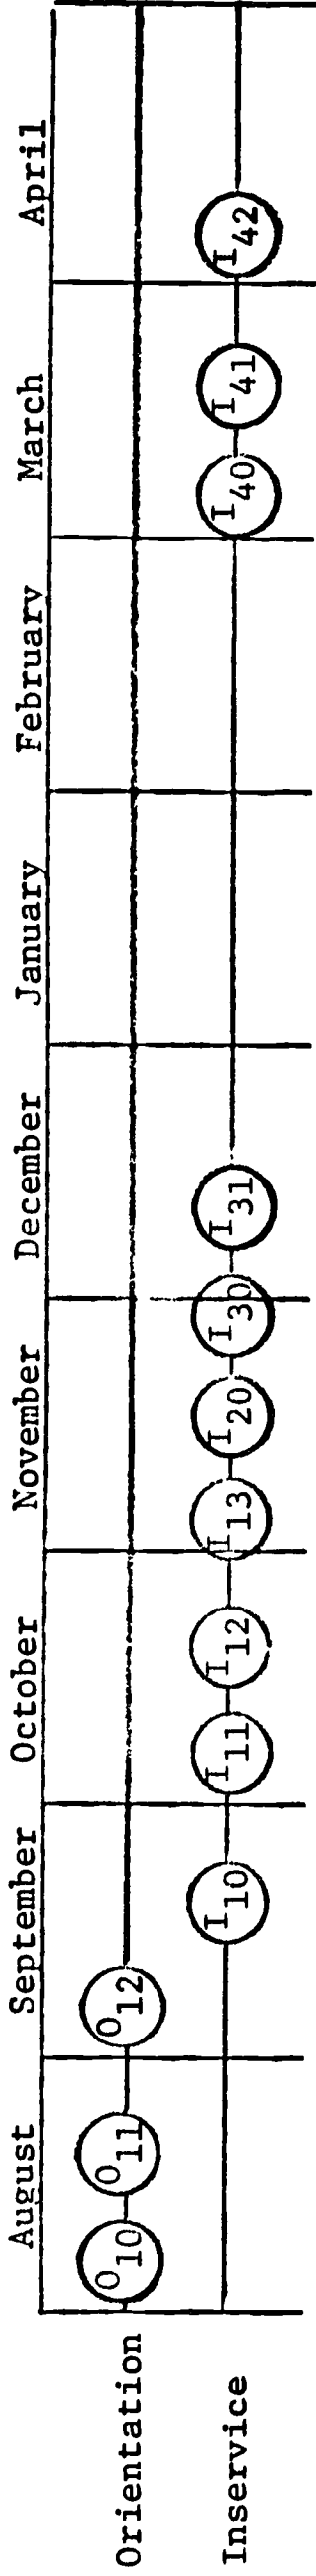 August September October November December January February March April
Orientation O10 O11 O12
Inservice I10 I11 I12 I13 I20 I30 I31 I40 I41 I42